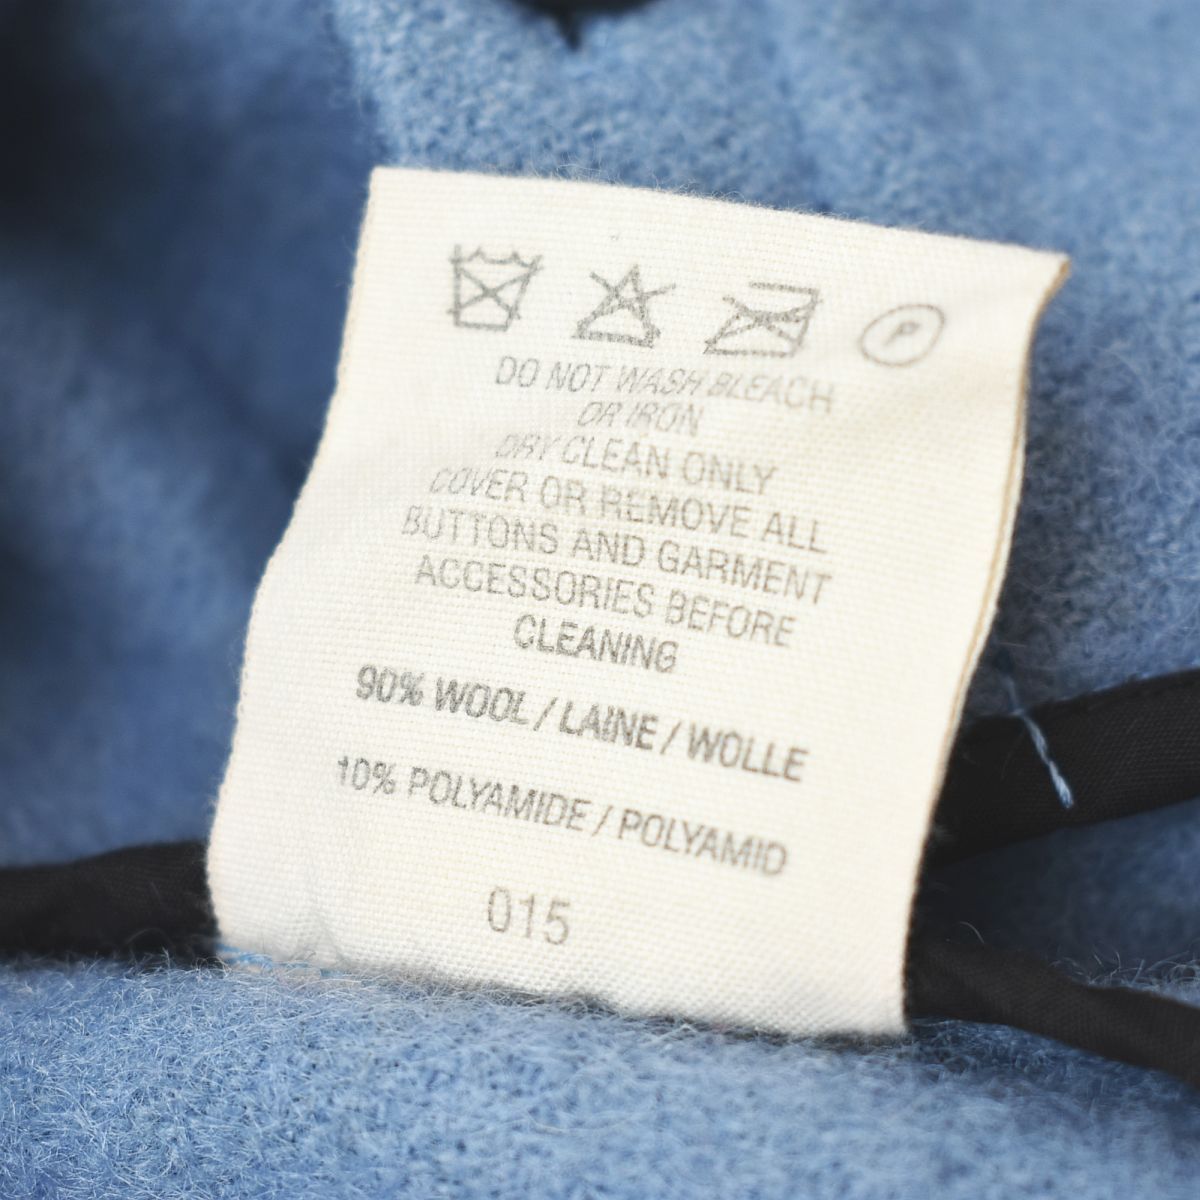 P
DO NOT WASH BLEACH
OR IRON
DRY CLEAN ONLY
COVER OR REMOVE ALL
BUTTONS AND GARMENT
ACCESSORIES BEFORE
CLEANING
90% WOOL / LAINE / WOLLE
10% POLYAMIDE / POLYAMID
015